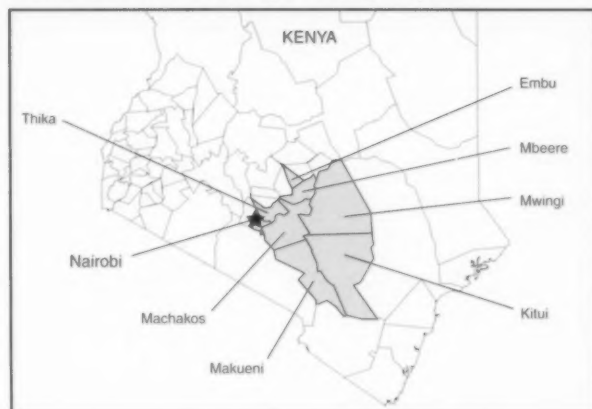 KENYA
Embu
Thika
Mbeere
Mwingi
Nairobi
Machakos
Kitui
Makueni